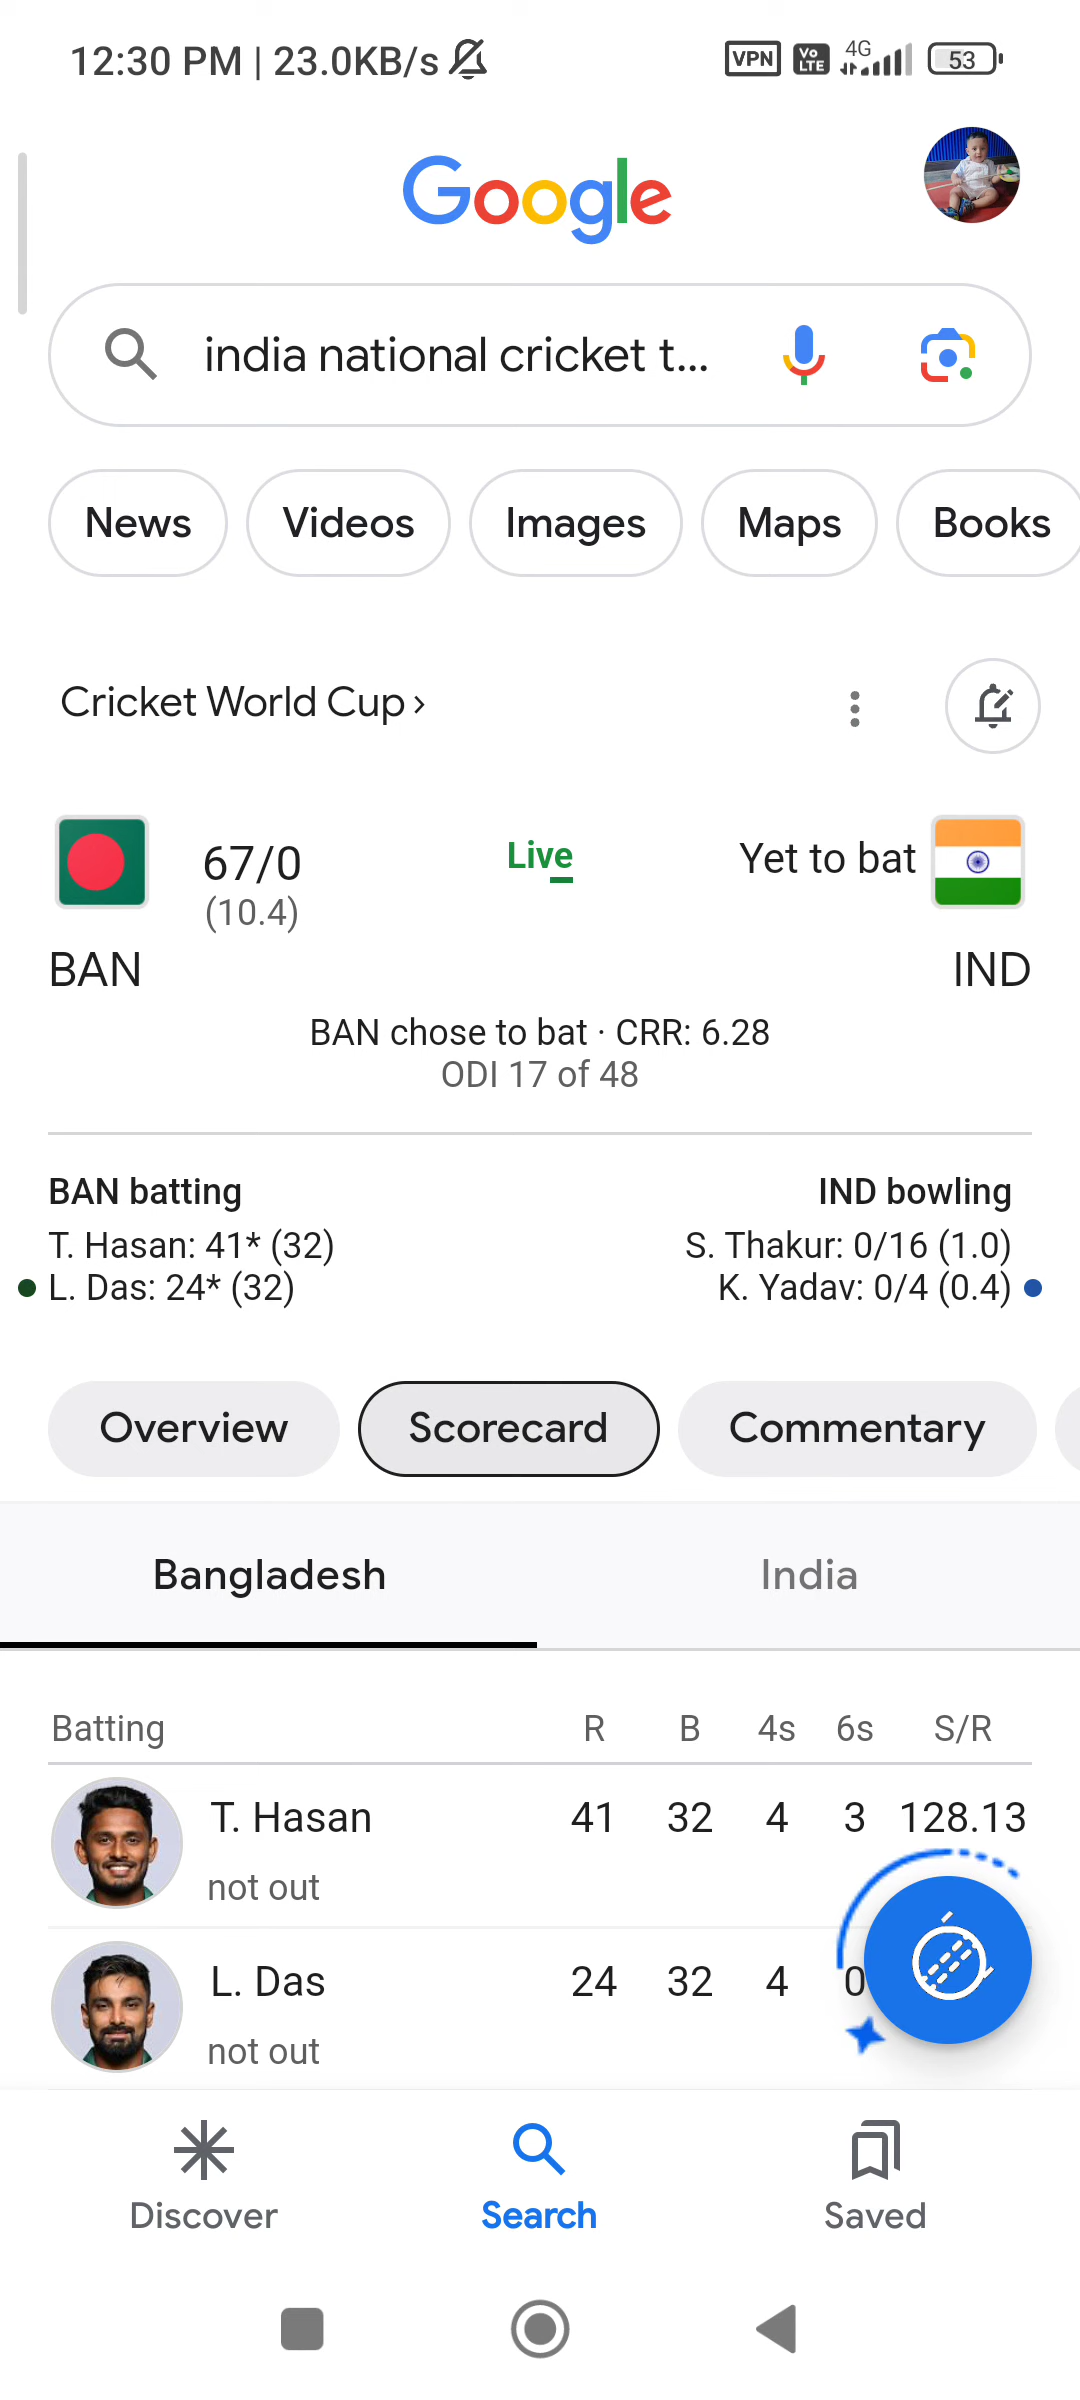 12:30 PM | 23.0KB/s VPN Vo LTE 4G 53
Google
india national cricket t...
News Videos Images Maps Books
Cricket World Cup ›
67/0 Live Yet to bat
(10.4)
BAN IND
BAN chose to bat · CRR: 6.28
ODI 17 of 48
BAN batting IND bowling
T. Hasan: 41* (32) S. Thakur: 0/16 (1.0)
L. Das: 24* (32) K. Yadav: 0/4 (0.4)
Overview Scorecard Commentary
Bangladesh India
Batting R B 4s 6s S/R
T. Hasan 41 32 4 3 128.13
not out
L. Das 24 32 4 0
not out
Discover Search Saved